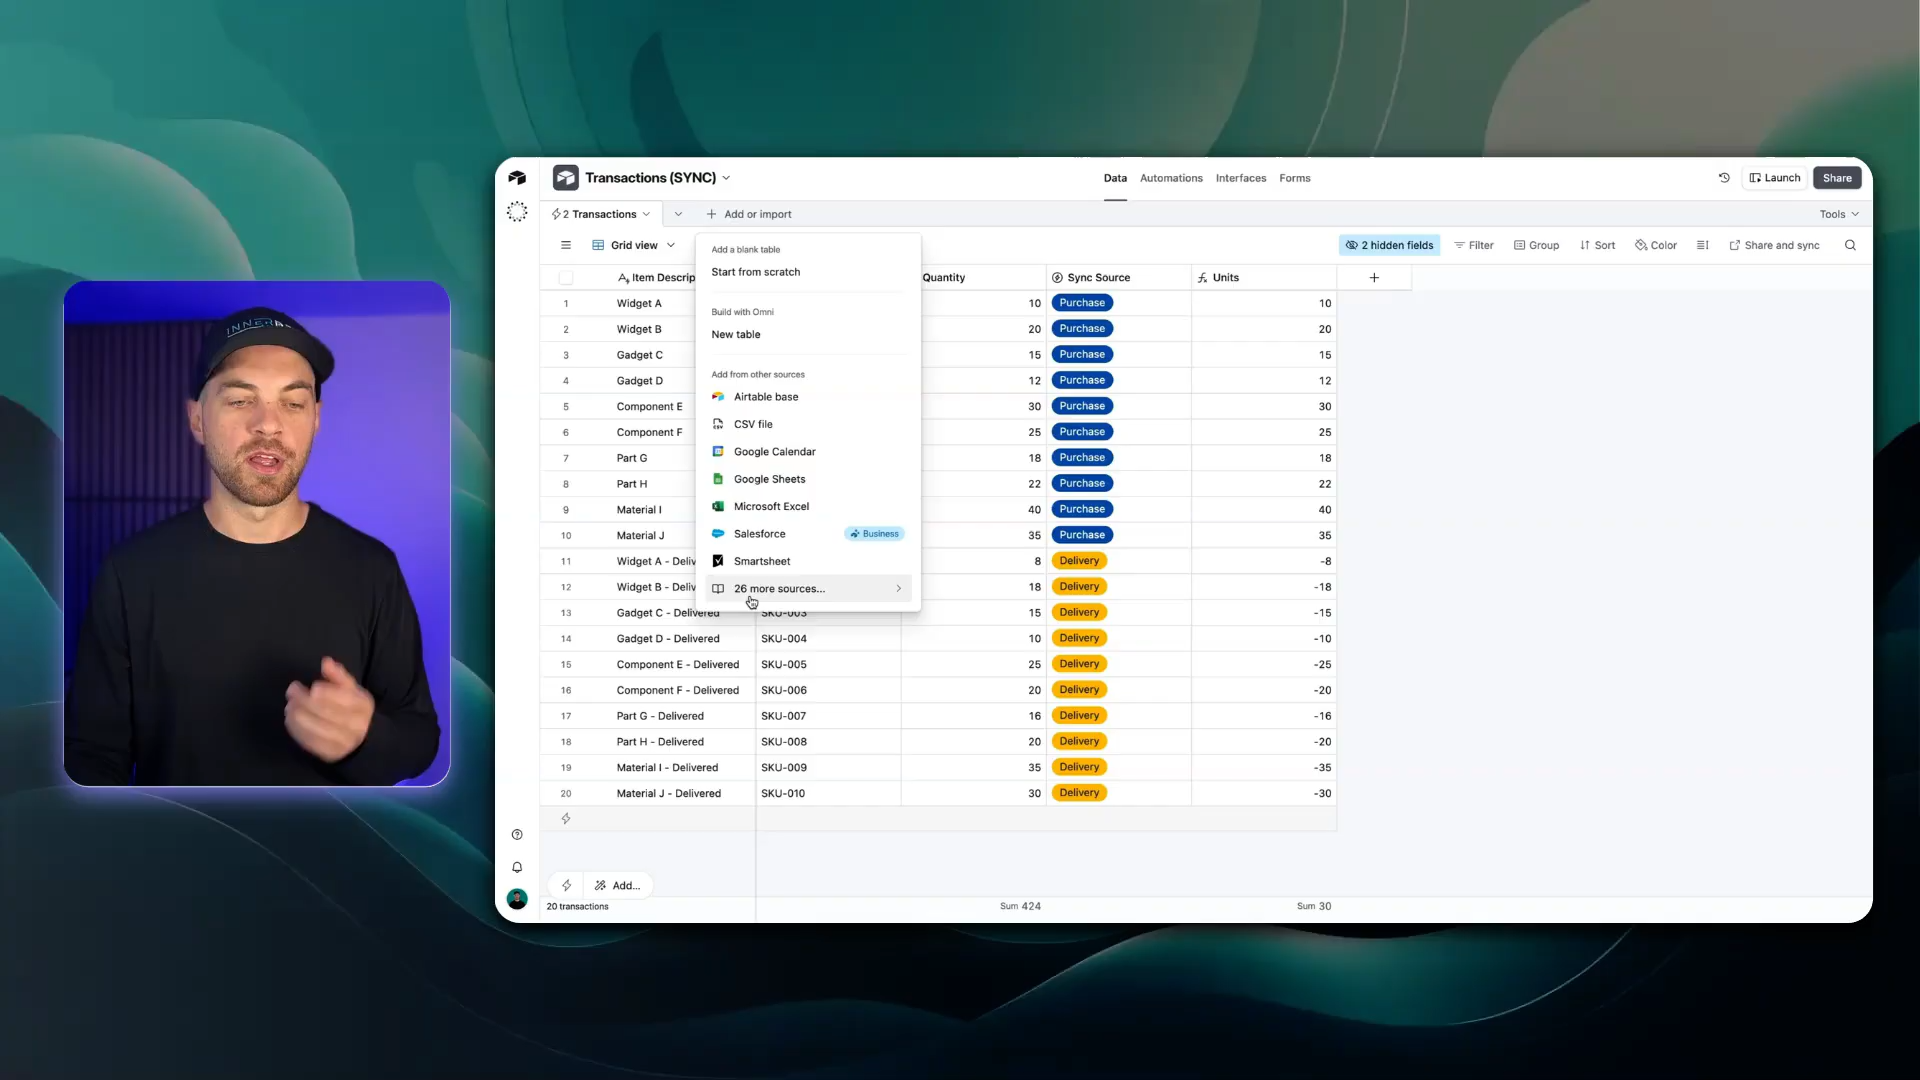 Transactions (SYNC)
Data
Automations
Interfaces
Forms
Launch
Share
2 Transactions
Add or import
Tools
Grid view
2 hidden fields
Filter
Group
Sort
Color
Share and sync
Add a blank table
Start from scratch
Build with Omni
New table
Add from other sources
Airtable base
CSV file
Google Calendar
Google Sheets
Microsoft Excel
Salesforce
Business
Smartsheet
26 more sources...
Item Descrip
Quantity
Sync Source
Units
1 Widget A 10 Purchase 10
2 Widget B 20 Purchase 20
3 Gadget C 15 Purchase 15
4 Gadget D 12 Purchase 12
5 Component E 30 Purchase 30
6 Component F 25 Purchase 25
7 Part G 18 Purchase 18
8 Part H 22 Purchase 22
9 Material I 40 Purchase 40
10 Material J 35 Purchase 35
11 Widget A - Deliv 8 Delivery -8
12 Widget B - Deliv 18 Delivery -18
13 Gadget C - Delivered SKU-003 15 Delivery -15
14 Gadget D - Delivered SKU-004 10 Delivery -10
15 Component E - Delivered SKU-005 25 Delivery -25
16 Component F - Delivered SKU-006 20 Delivery -20
17 Part G - Delivered SKU-007 16 Delivery -16
18 Part H - Delivered SKU-008 20 Delivery -20
19 Material I - Delivered SKU-009 35 Delivery -35
20 Material J - Delivered SKU-010 30 Delivery -30
Add...
20 transactions
Sum 424
Sum 30